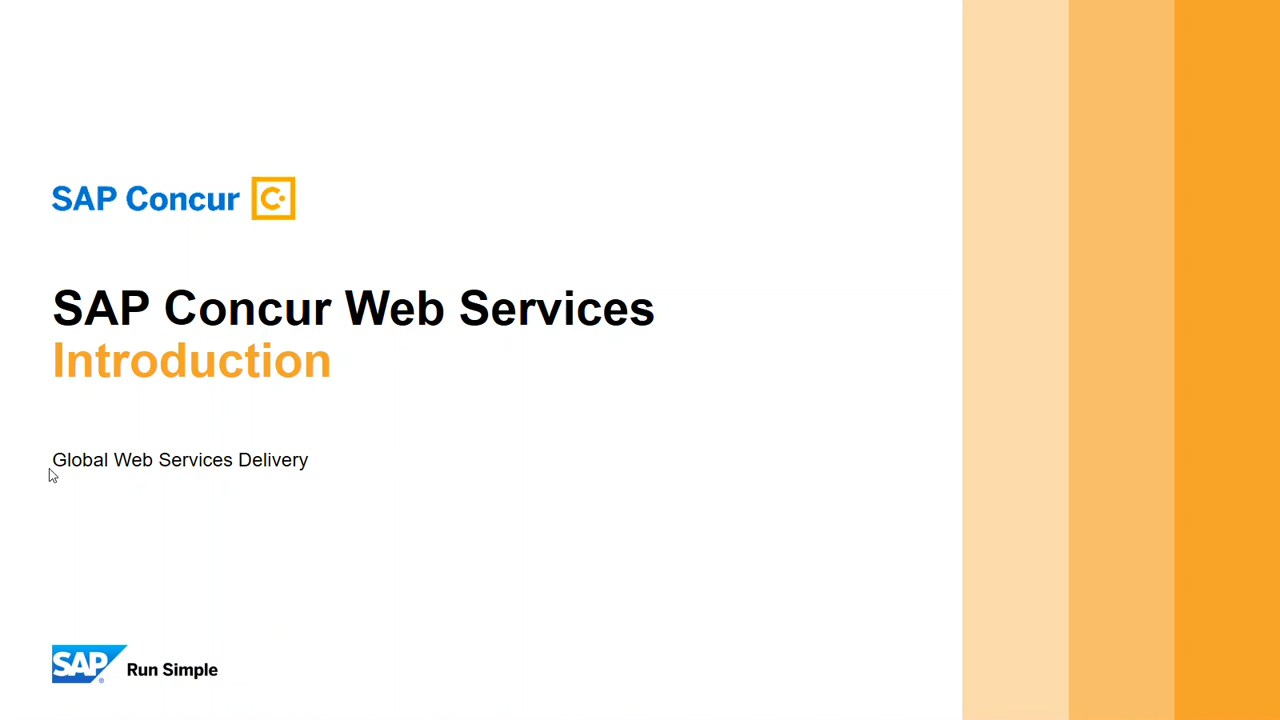 SAP Concur C
SAP Concur Web Services
Introduction
Global Web Services Delivery
SAP ® Run Simple